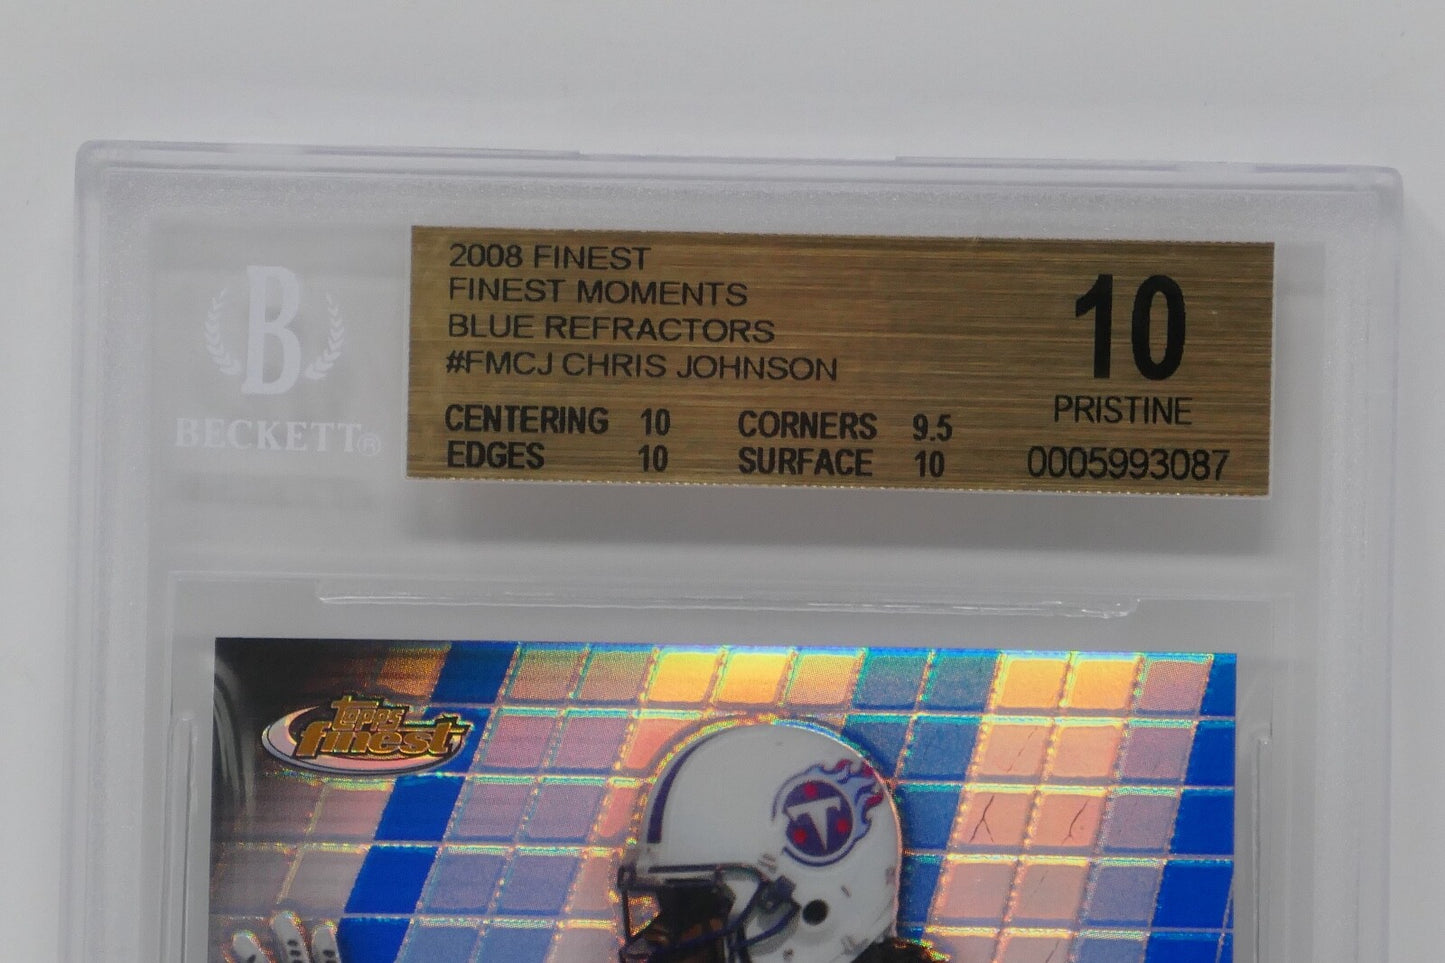 2008 FINEST
FINEST MOMENTS
BLUE REFRACTORS
#FMCJ CHRIS JOHNSON
CENTERING 10 CORNERS 9.5
EDGES 10 SURFACE 10
10
PRISTINE
0005993087
B
BECKETT®
Topps
finest
T